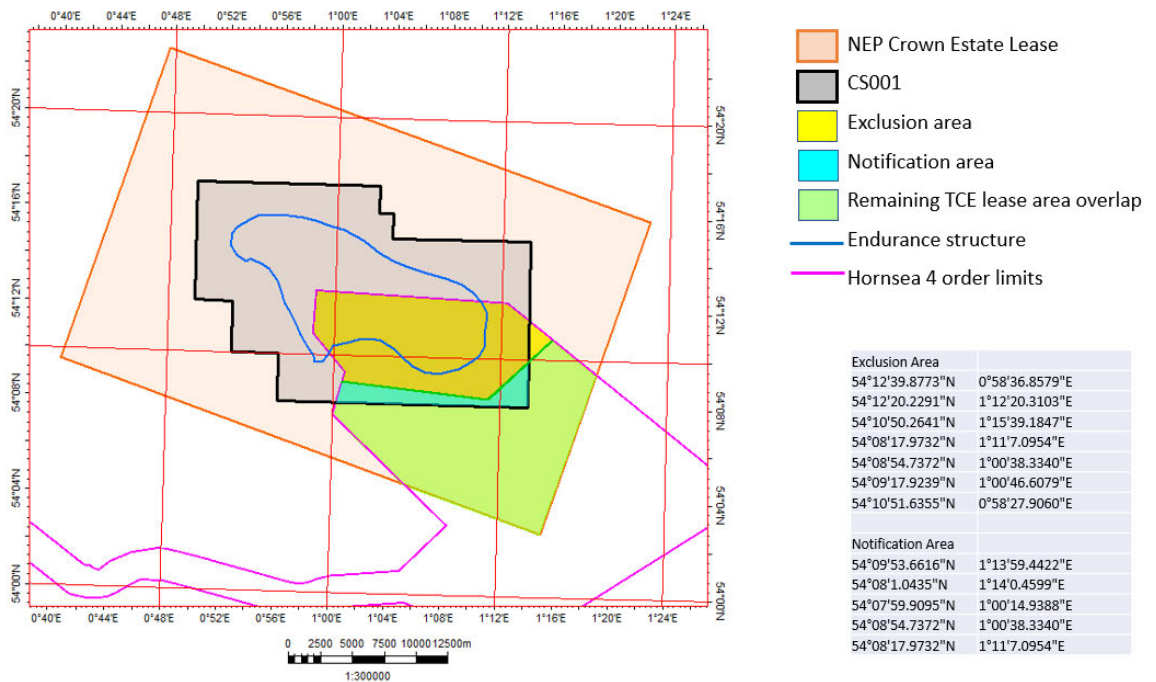 0°40'E 0°44'E 0°48'E 0°52'E 0°56'E 1°00'E 1°04'E 1°08'E 1°12'E 1°16'E 1°20'E 1°24'E
54°20'N
54°16'N
54°12'N
54°08'N
54°04'N
54°00'N
54°20'N
54°16'N
54°12'N
54°08'N
54°04'N
54°00'N
0°40'E 0°44'E 0°48'E 0°52'E 0°56'E 1°00'E 1°04'E 1°08'E 1°12'E 1°16'E 1°20'E 1°24'E
0 2500 5000 7500 10000 12500m
1:300000
NEP Crown Estate Lease
CS001
Exclusion area
Notification area
Remaining TCE lease area overlap
Endurance structure
Hornsea 4 order limits
Exclusion Area
54°12'39.8773"N 0°58'36.8579"E
54°12'20.2291"N 1°12'20.3103"E
54°10'50.2641"N 1°15'39.1847"E
54°08'17.9732"N 1°11'7.0954"E
54°08'54.7372"N 1°00'38.3340"E
54°09'17.9239"N 1°00'46.6079"E
54°10'51.6355"N 0°58'27.9060"E
Notification Area
54°09'53.6616"N 1°13'59.4422"E
54°08'1.0435"N 1°14'0.4599"E
54°07'59.9095"N 1°00'14.9388"E
54°08'54.7372"N 1°00'38.3340"E
54°08'17.9732"N 1°11'7.0954"E